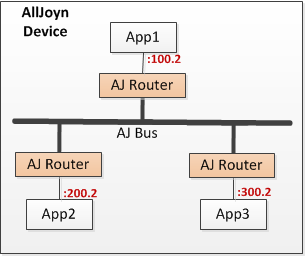 AllJoyn
Device
App1
:100.2
AJ Router
AJ Bus
AJ Router
AJ Router
:200.2
:300.2
App2
App3